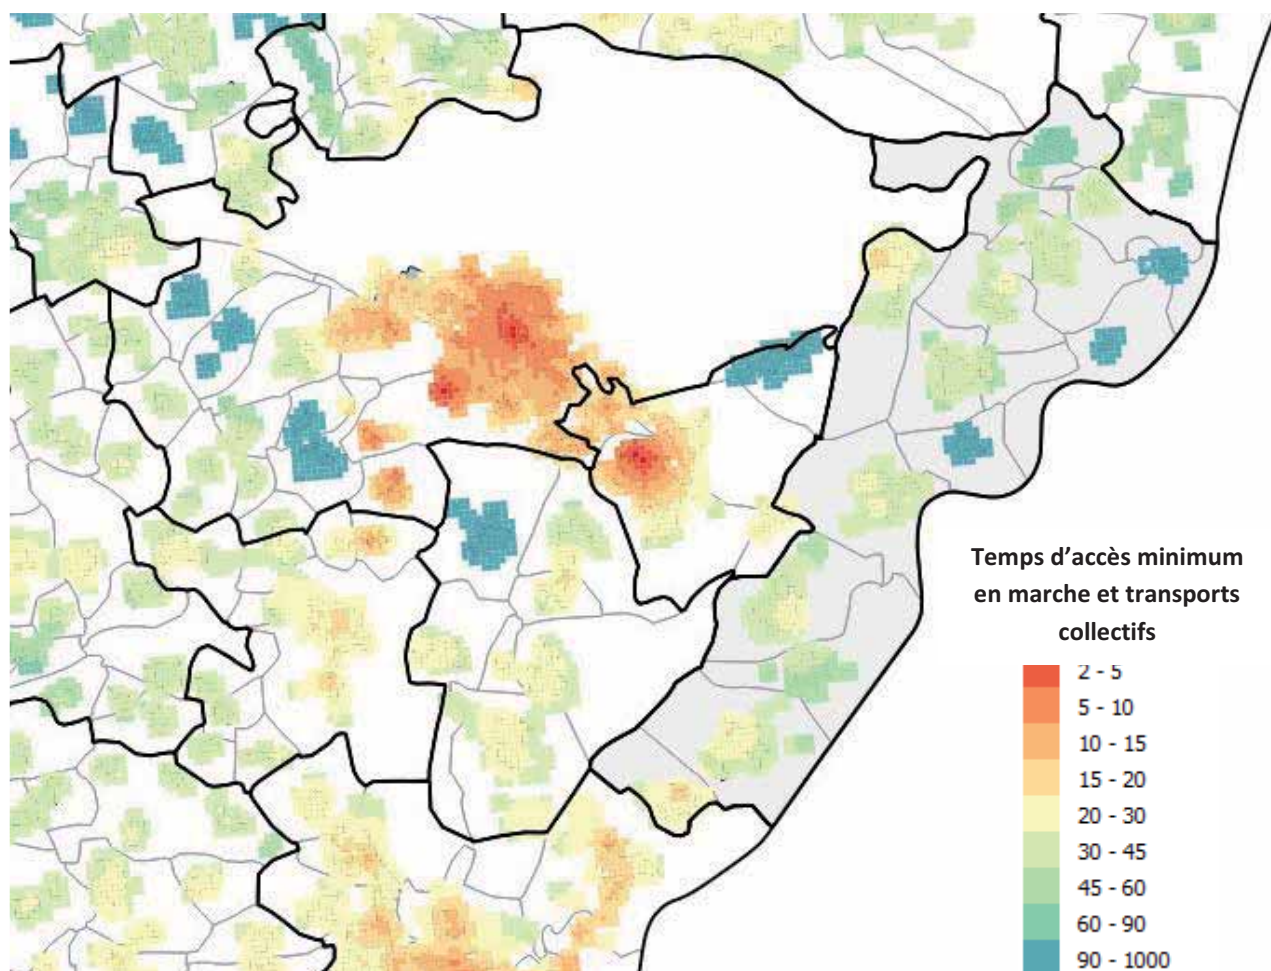 Temps d’accès minimum
en marche et transports
collectifs
2 - 5
5 - 10
10 - 15
15 - 20
20 - 30
30 - 45
45 - 60
60 - 90
90 - 1000